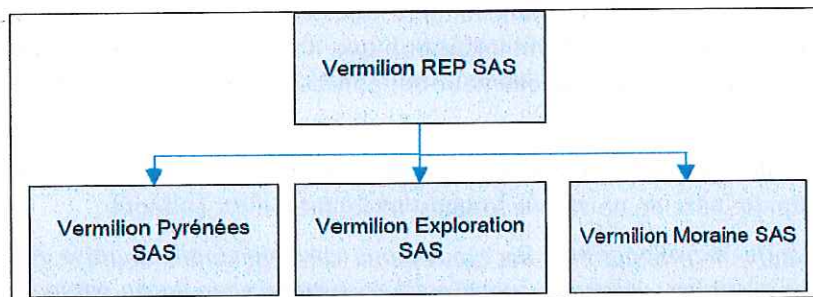 Vermilion REP SAS
Vermilion Pyrénées
SAS
Vermilion Exploration
SAS
Vermilion Moraine SAS